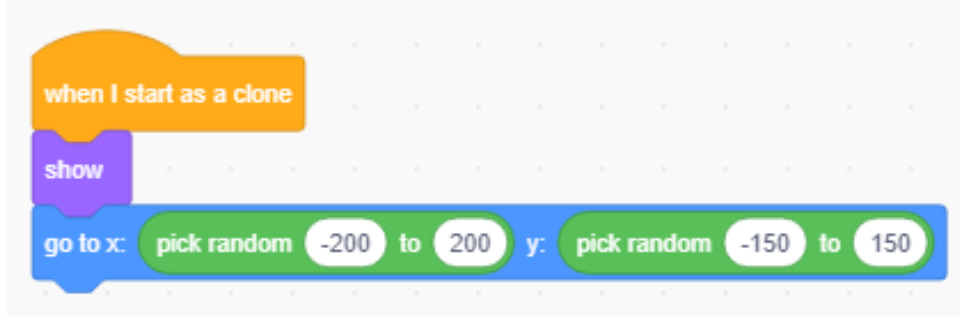 when I start as a clone
show
go to x: pick random -200 to 200 y: pick random -150 to 150